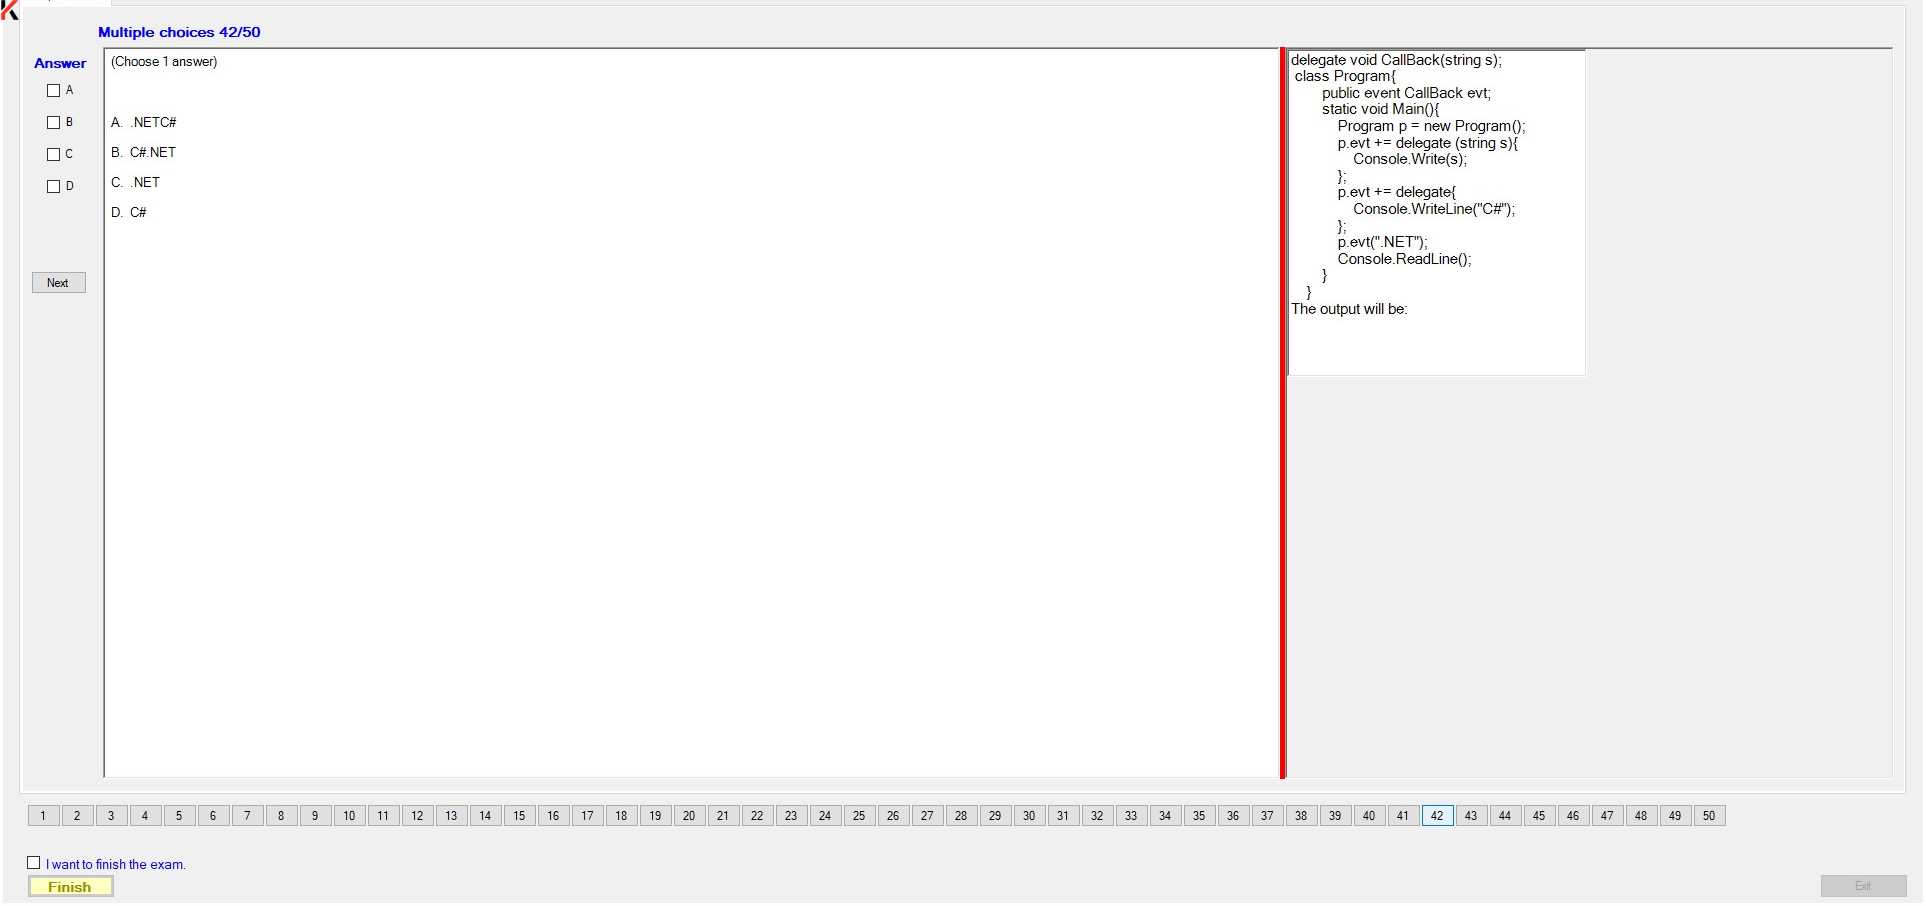 Multiple choices 42/50
Answer
A
B
C
D
Next
(Choose 1 answer)
A. .NETC#
B. C#.NET
C. .NET
D. C#
delegate void CallBack(string s);
class Program{
public event CallBack evt;
static void Main(){
Program p = new Program();
p.evt += delegate (string s){
Console.Write(s);
};
p.evt += delegate{
Console.WriteLine("C#");
};
p.evt(".NET");
Console.ReadLine();
}
}
The output will be:
1 2 3 4 5 6 7 8 9 10 11 12 13 14 15 16 17 18 19 20 21 22 23 24 25 26 27 28 29 30 31 32 33 34 35 36 37 38 39 40 41 42 43 44 45 46 47 48 49 50
I want to finish the exam.
Finish
Exit